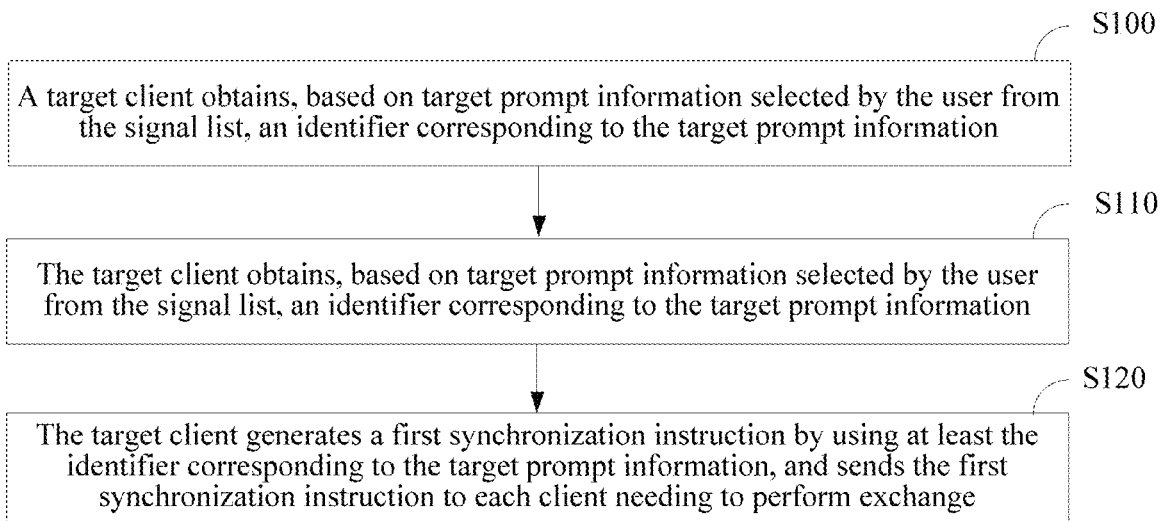 S100
A target client obtains, based on target prompt information selected by the user from
the signal list, an identifier corresponding to the target prompt information
S110
The target client obtains, based on target prompt information selected by the user
from the signal list, an identifier corresponding to the target prompt information
S120
The target client generates a first synchronization instruction by using at least the
identifier corresponding to the target prompt information, and sends the first
synchronization instruction to each client needing to perform exchange